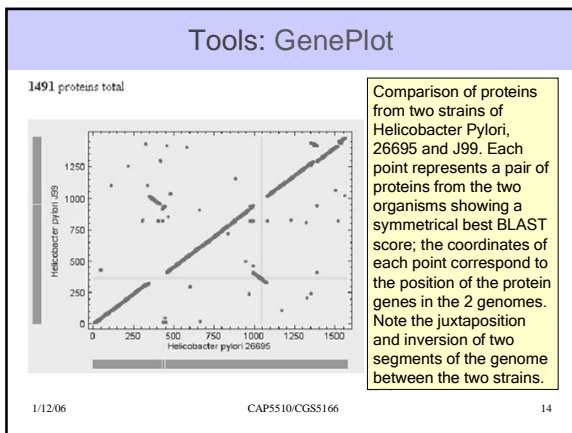 Tools: GenePlot
1491 proteins total
Helicobacter pylori J99
1250
1000
750
500
250
0
0 250 500 750 1000 1250 1500
Helicobacter pylori 26695
Comparison of proteins
from two strains of
Helicobacter Pylori,
26695 and J99. Each
point represents a pair of
proteins from the two
organisms showing a
symmetrical best BLAST
score; the coordinates of
each point correspond to
the position of the protein
genes in the 2 genomes.
Note the juxtaposition
and inversion of two
segments of the genome
between the two strains.
1/12/06 CAP5510/CGS5166 14